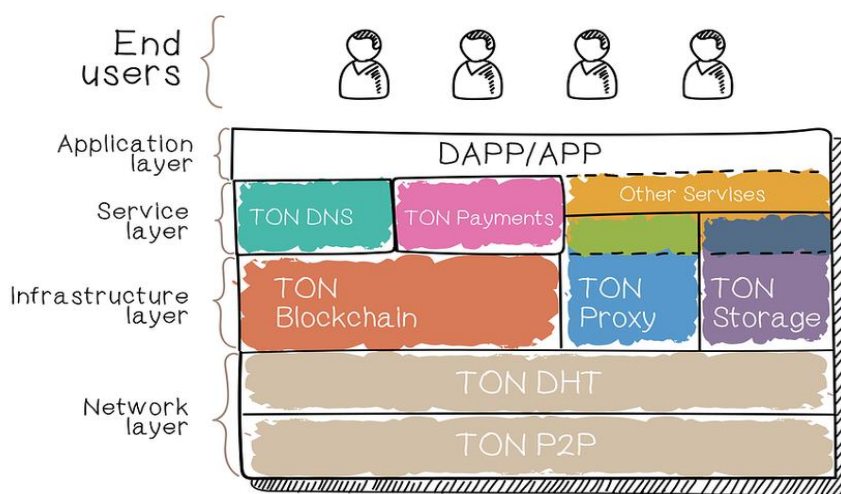 End
users
Application
layer
DAPP/APP
Other Servises
Service
layer
TON DNS
TON Payments
Infrastructure
layer
TON
Blockchain
TON
Proxy
TON
Storage
Network
layer
TON DHT
TON P2P